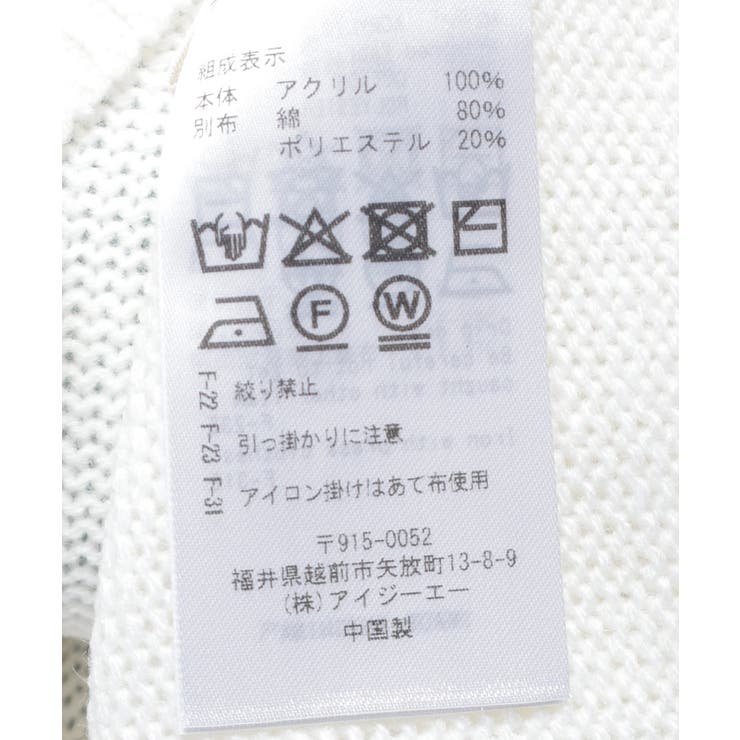 組成表示
本体 アクリル 100%
別布 綿 80%
ポリエステル 20%
F
W
F-22 絞り禁止
F-23 引っ掛かりに注意
F-31 アイロン掛けはあて布使用
〒915-0052
福井県越前市矢放町13-8-9
(株)アイジーエー
中国製